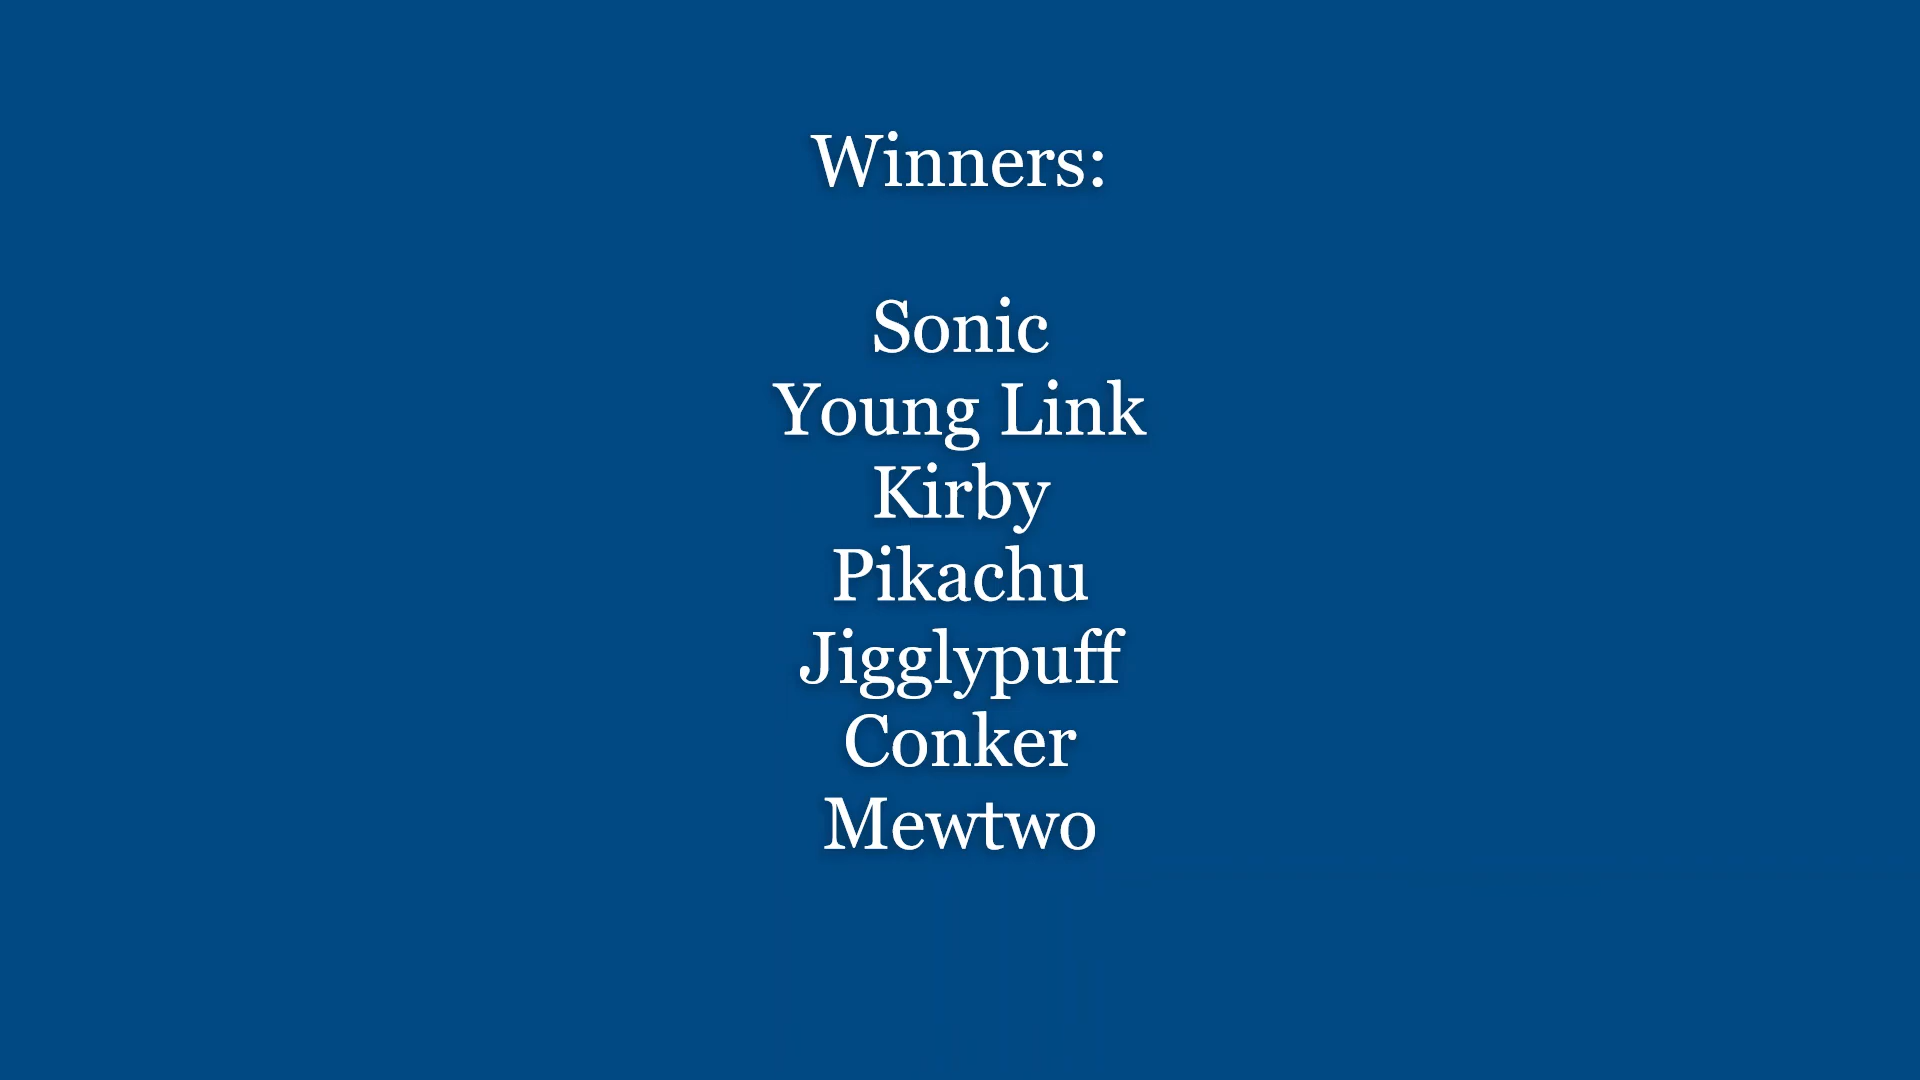 Winners:
Sonic
Young Link
Kirby
Pikachu
Jigglypuff
Conker
Mewtwo